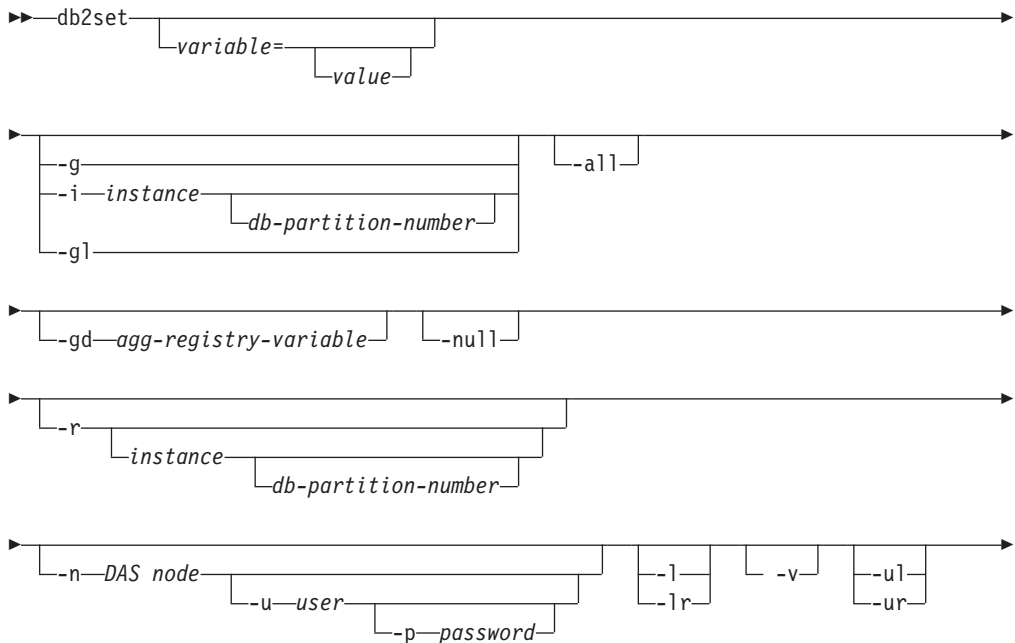 db2set
variable=
value
-g
-all
-i instance
db-partition-number
-gl
-gd agg-registry-variable
-null
-r
instance
db-partition-number
-n DAS node
-l
-v
-ul
-u user
-lr
-ur
-p password